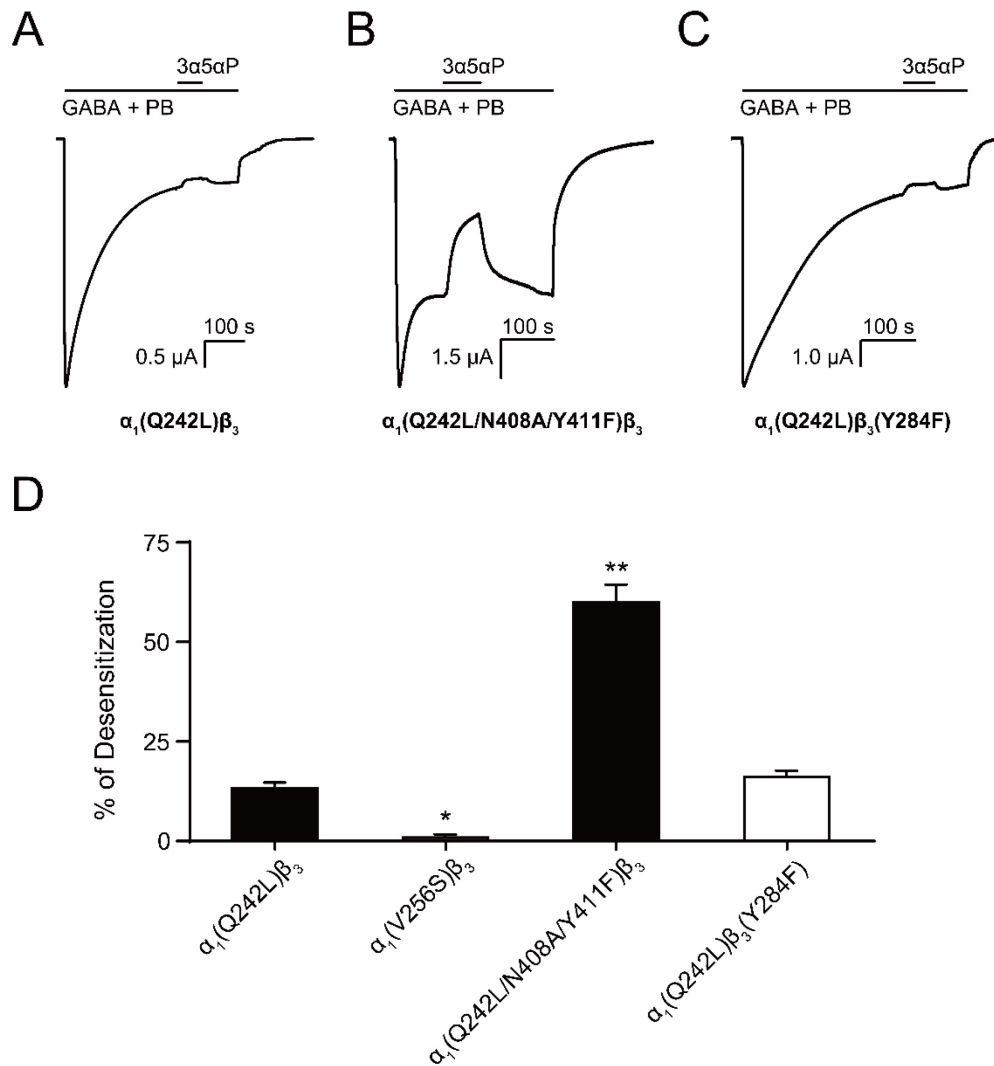 A
3α5αP
GABA + PB
100 s
0.5 µA
α₁(Q242L)β₃
B
3α5αP
GABA + PB
100 s
1.5 µA
α₁(Q242L/N408A/Y411F)β₃
C
3α5αP
GABA + PB
100 s
1.0 µA
α₁(Q242L)β₃(Y284F)
D
% of Desensitization
75
50
25
0
*
**
α₁(Q242L)β₃
α₁(V256S)β₃
α₁(Q242L/N408A/Y411F)β₃
α₁(Q242L)β₃(Y284F)